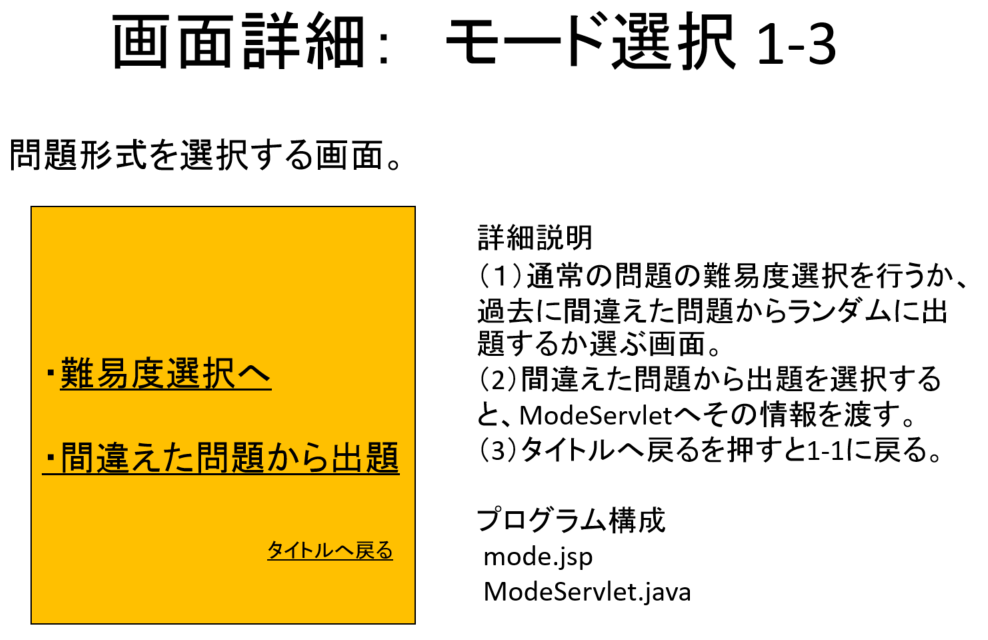 画面詳細： モード選択 1-3
問題形式を選択する画面。
・難易度選択へ
・間違えた問題から出題
タイトルへ戻る
詳細説明
（１）通常の問題の難易度選択を行うか、
過去に間違えた問題からランダムに出
題するか選ぶ画面。
（2）間違えた問題から出題を選択する
と、ModeServletへその情報を渡す。
（3）タイトルへ戻るを押すと1-1に戻る。
プログラム構成
mode.jsp
ModeServlet.java